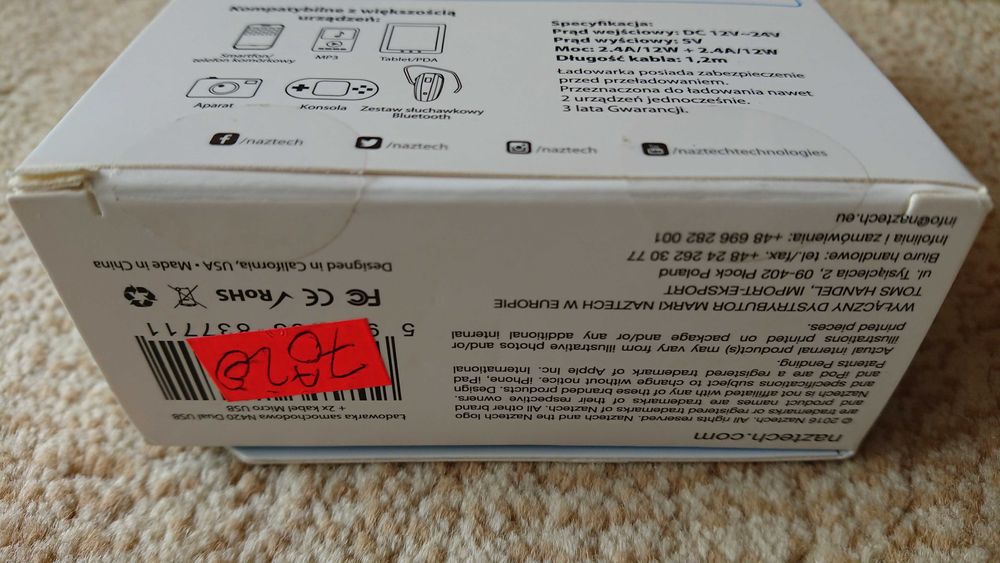 Kompatybilne z większością
urządzeń:
Smartfony
telefon komórkowy
MP3
Tablet/PDA
Aparat
Konsola
Zestaw słuchawkowy
Bluetooth
Specyfikacja:
Prąd wejściowy: DC 12V~24V
Prąd wyściowy: 5V
Moc: 2.4A/12W + 2.4A/12W
Długość kabla: 1,2m
Ładowarka posiada zabezpieczenie
przed przeładowaniem.
Przeznaczona do ładowania nawet
2 urządzeń jednocześnie.
3 lata Gwarancji.
/naztech
/naztech
/naztech
/naztechtechnologies
naztech.com
© 2016 Naztech. All rights reserved. Naztech and the Naztech logo
are trademarks or registered trademarks of Naztech. All other brand
and product names are trademarks of their respective owners.
Naztech is not affiliated with any of these branded products. Design
and specifications subject to change without notice. iPhone, iPad
and iPod are a registered trademark of Apple Inc. International
Patents Pending.
Actual internal product(s) may vary from illustrative photos and/or
illustrations printed on package and/or any additional internal
printed pieces.
WYŁĄCZNY DYSTRYBUTOR MARKI NAZTECH W EUROPIE
TOMS HANDEL, IMPORT-EKSPORT
ul. Tysiąclecia 2, 09-402 Płock Poland
Biuro handlowe: tel./fax. +48 24 262 30 77
Infolinia i zamówienia: +48 696 282 001
info@naztech.eu
Ładowarka samochodowa N420 Dual USB
+ 2x kabel Micro USB
637711
FC CE RoHS
Designed in California, USA • Made in China